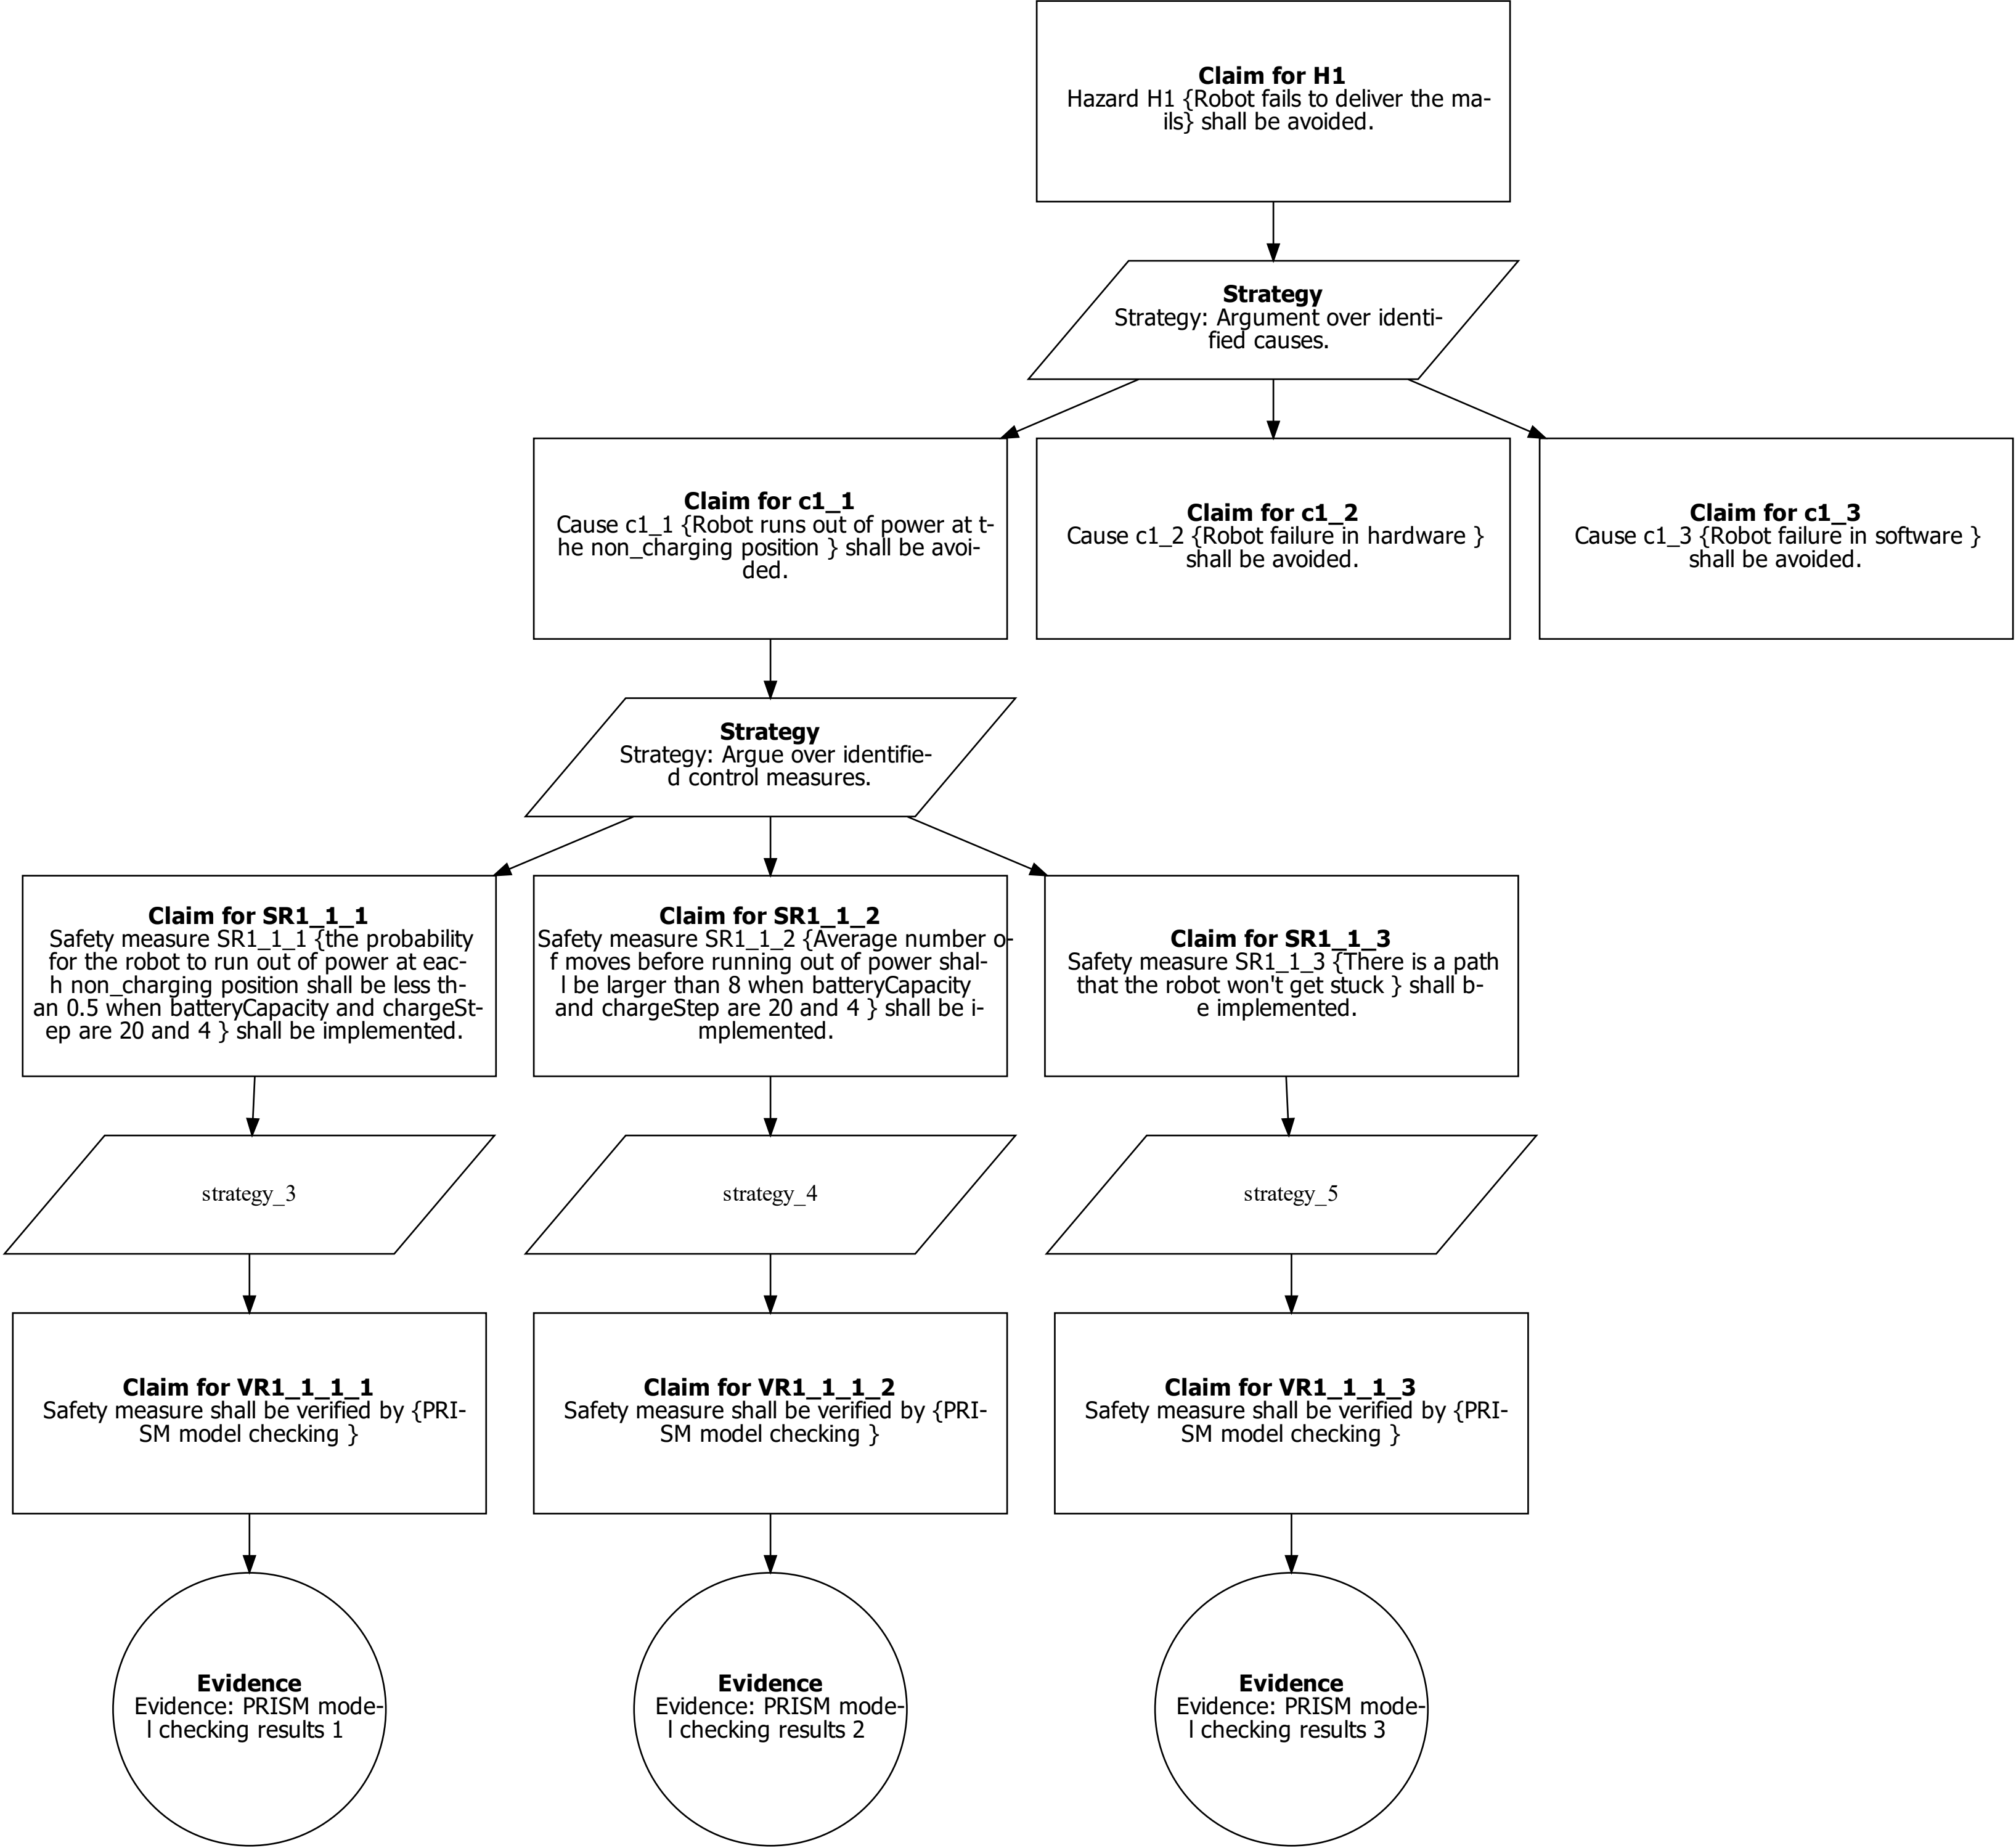 Claim for H1
Hazard H1 {Robot fails to deliver the ma-
ils} shall be avoided.
Strategy
Strategy: Argument over identi-
fied causes.
Claim for c1_1
Cause c1_1 {Robot runs out of power at t-
he non_charging position } shall be avoi-
ded.
Claim for c1_2
Cause c1_2 {Robot failure in hardware }
shall be avoided.
Claim for c1_3
Cause c1_3 {Robot failure in software }
shall be avoided.
Strategy
Strategy: Argue over identifie-
d control measures.
Claim for SR1_1_1
Safety measure SR1_1_1 {the probability
for the robot to run out of power at eac-
h non_charging position shall be less th-
an 0.5 when batteryCapacity and chargeSt-
ep are 20 and 4 } shall be implemented.
Claim for SR1_1_2
Safety measure SR1_1_2 {Average number o-
f moves before running out of power shal-
l be larger than 8 when batteryCapacity
and chargeStep are 20 and 4 } shall be i-
mplemented.
Claim for SR1_1_3
Safety measure SR1_1_3 {There is a path
that the robot won't get stuck } shall b-
e implemented.
strategy_3
strategy_4
strategy_5
Claim for VR1_1_1_1
Safety measure shall be verified by {PRI-
SM model checking }
Claim for VR1_1_1_2
Safety measure shall be verified by {PRI-
SM model checking }
Claim for VR1_1_1_3
Safety measure shall be verified by {PRI-
SM model checking }
Evidence
Evidence: PRISM mode-
l checking results 1
Evidence
Evidence: PRISM mode-
l checking results 2
Evidence
Evidence: PRISM mode-
l checking results 3